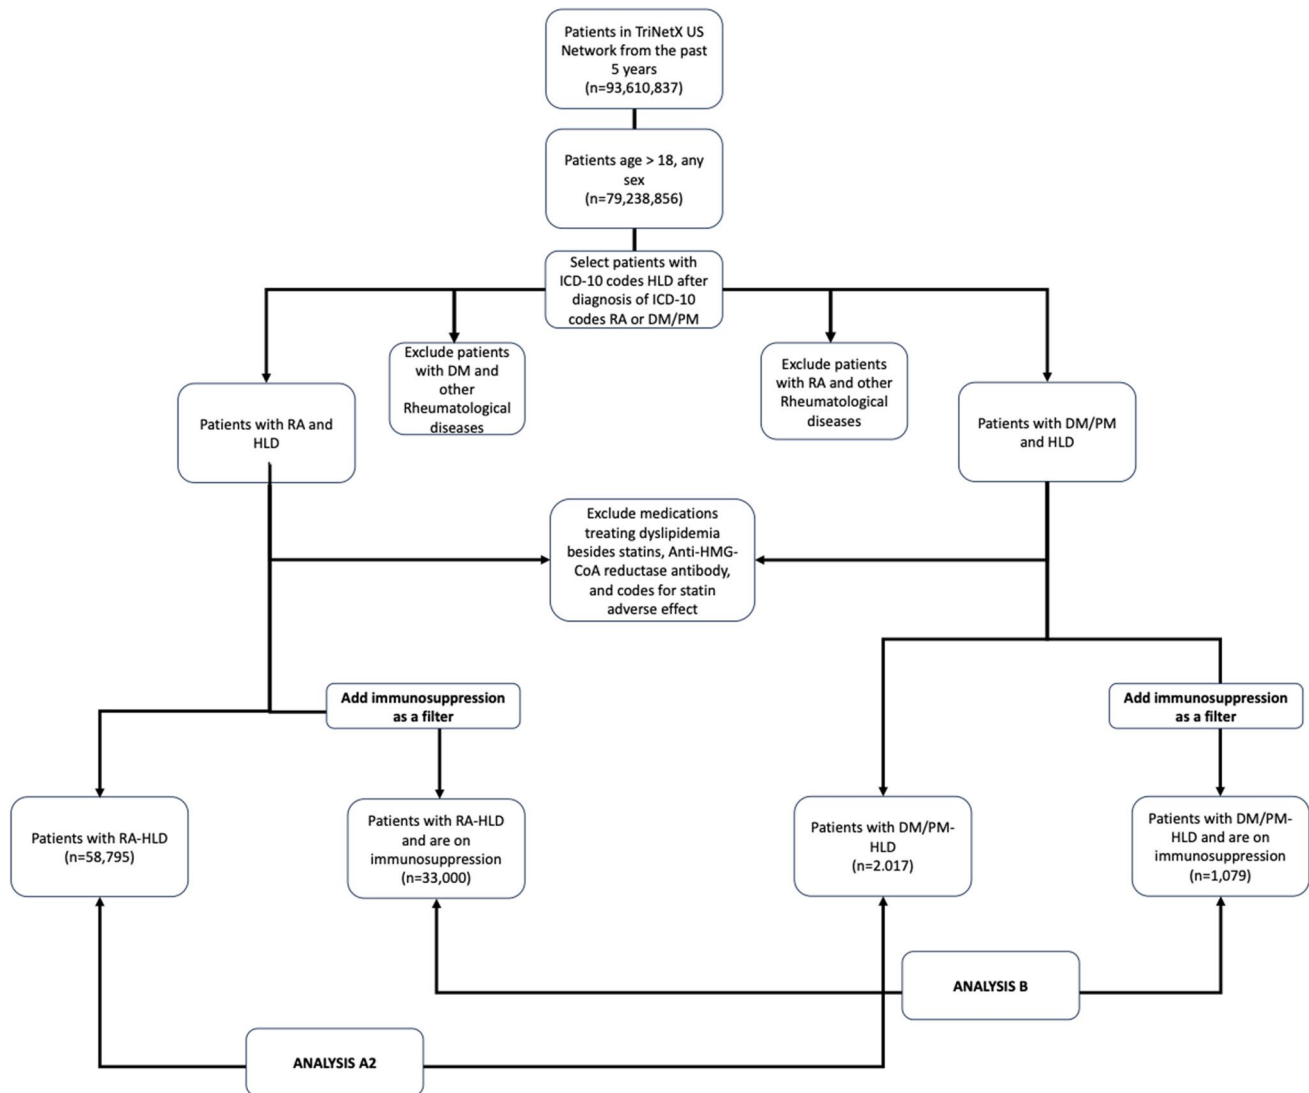 Patients in TriNetX US
Network from the past
5 years
(n=93,610,837)
Patients age > 18, any
sex
(n=79,238,856)
Select patients with
ICD-10 codes HLD after
diagnosis of ICD-10
codes RA or DM/PM
Exclude patients
with DM and
other
Rheumatological
diseases
Exclude patients
with RA and other
Rheumatological
diseases
Patients with RA and
HLD
Patients with DM/PM
and HLD
Exclude medications
treating dyslipidemia
besides statins, Anti-HMG-
CoA reductase antibody,
and codes for statin
adverse effect
Add immunosuppression
as a filter
Add immunosuppression
as a filter
Patients with RA-HLD
(n=58,795)
Patients with RA-HLD
and are on
immunosuppression
(n=33,000)
Patients with DM/PM-
HLD
(n=2.017)
Patients with DM/PM-
HLD and are on
immunosuppression
(n=1,079)
ANALYSIS B
ANALYSIS A2